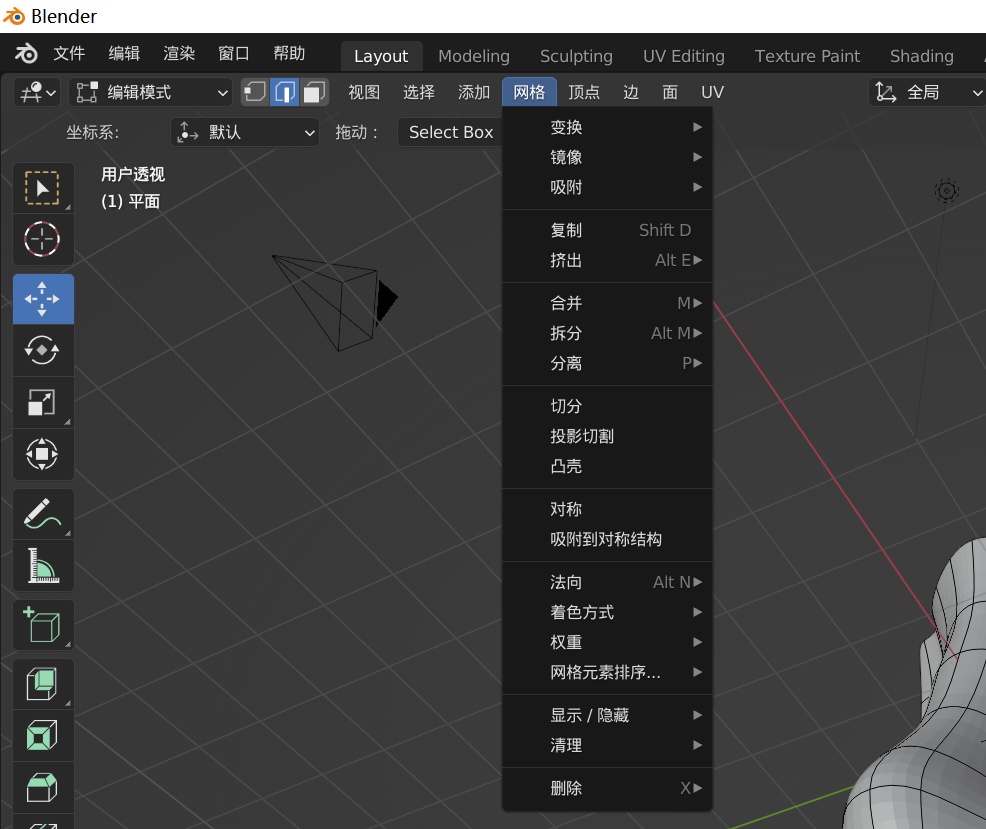 Blender
文件 编辑 渲染 窗口 帮助 Layout Modeling Sculpting UV Editing Texture Paint Shading
编辑模式 视图 选择 添加 网格 顶点 边 面 UV 全局
坐标系: 默认 拖动: Select Box
用户透视
(1) 平面
变换
镜像
吸附
复制 Shift D
挤出 Alt E
合并 M
拆分 Alt M
分离 P
切分
投影切割
凸壳
对称
吸附到对称结构
法向 Alt N
着色方式
权重
网格元素排序...
显示 / 隐藏
清理
删除 X